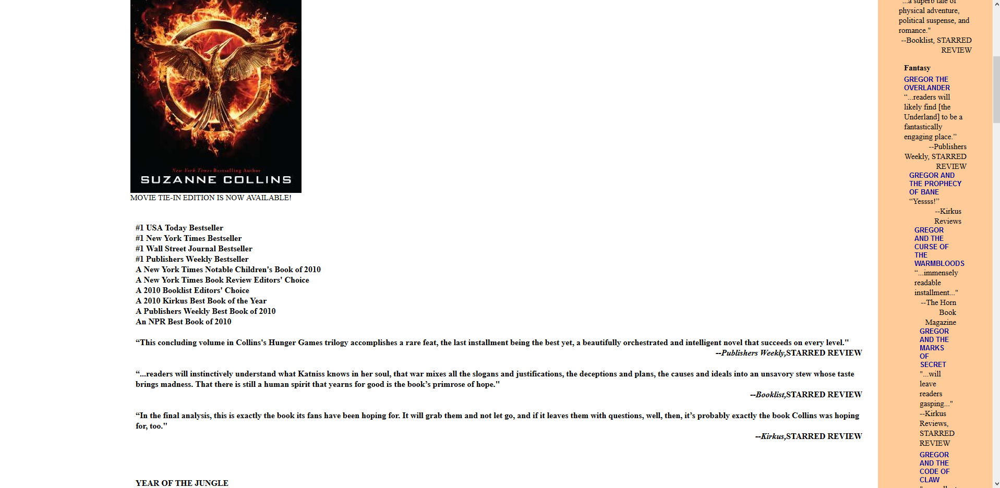 New York Times Bestselling Author
SUZANNE COLLINS
MOVIE TIE-IN EDITION IS NOW AVAILABLE!
#1 USA Today Bestseller
#1 New York Times Bestseller
#1 Wall Street Journal Bestseller
#1 Publishers Weekly Bestseller
A New York Times Notable Children's Book of 2010
A New York Times Book Review Editors' Choice
A 2010 Booklist Editors' Choice
A 2010 Kirkus Best Book of the Year
A Publishers Weekly Best Book of 2010
An NPR Best Book of 2010
“This concluding volume in Collins's Hunger Games trilogy accomplishes a rare feat, the last installment being the best yet, a beautifully orchestrated and intelligent novel that succeeds on every level."
--Publishers Weekly,STARRED REVIEW
“...readers will instinctively understand what Katniss knows in her soul, that war mixes all the slogans and justifications, the deceptions and plans, the causes and ideals into an unsavory stew whose taste
brings madness. That there is still a human spirit that yearns for good is the book’s primrose of hope."
--Booklist,STARRED REVIEW
“In the final analysis, this is exactly the book its fans have been hoping for. It will grab them and not let go, and if it leaves them with questions, well, then, it’s probably exactly the book Collins was hoping
for, too."
--Kirkus,STARRED REVIEW
YEAR OF THE JUNGLE
"...a superb tale of
physical adventure,
political suspense, and
romance."
--Booklist, STARRED
REVIEW
Fantasy
GREGOR THE
OVERLANDER
“...readers will
likely find [the
Underland] to be a
fantastically
engaging place.”
--Publishers
Weekly, STARRED
REVIEW
GREGOR AND
THE PROPHECY
OF BANE
“Yessss!”
--Kirkus
Reviews
GREGOR
AND THE
CURSE OF
THE
WARMBLOODS
“...immensely
readable
installment..."
--The Horn
Book
Magazine
GREGOR
AND THE
MARKS
OF
SECRET
"...will
leave
readers
gasping..."
--Kirkus
Reviews,
STARRED
REVIEW
GREGOR
AND THE
CODE OF
CLAW